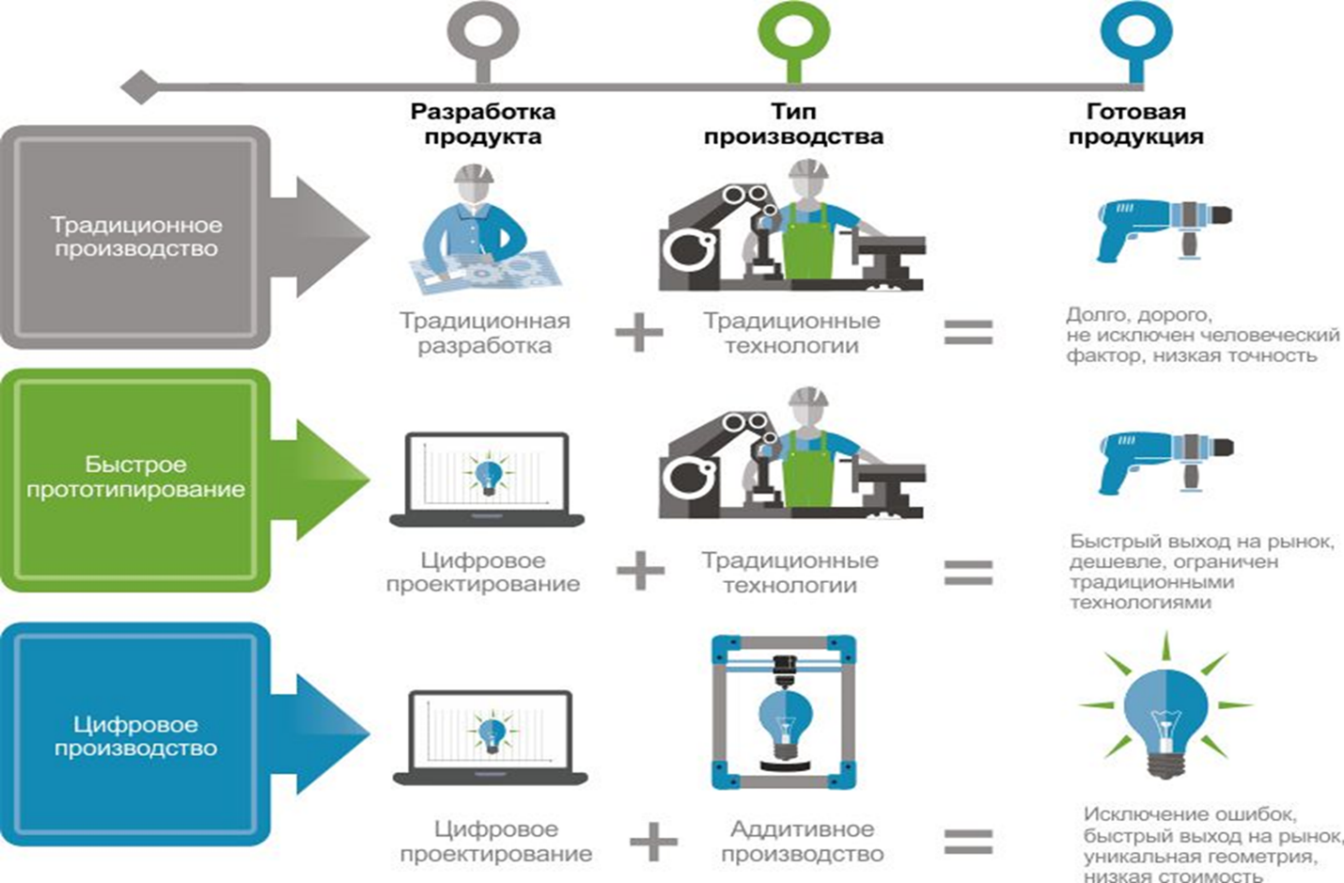 Разработка
продукта
Тип
производства
Готовая
продукция
Традиционное
производство
Традиционная
разработка
+
Традиционные
технологии
=
Долго, дорого,
не исключен человеческий
фактор, низкая точность
Быстрое
прототипирование
Цифровое
проектирование
+
Традиционные
технологии
=
Быстрый выход на рынок,
дешевле, ограничен
традиционными
технологиями
Цифровое
производство
Цифровое
проектирование
+
Аддитивное
производство
=
Исключение ошибок,
быстрый выход на рынок,
уникальная геометрия,
низкая стоимость